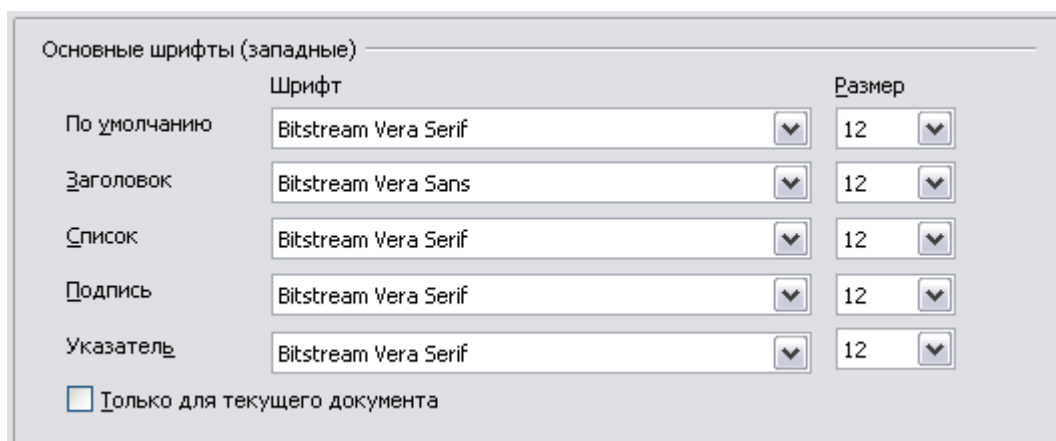 Основные шрифты (западные)
Шрифт Размер
По умолчанию Bitstream Vera Serif 12
Заголовок Bitstream Vera Sans 12
Список Bitstream Vera Serif 12
Подпись Bitstream Vera Serif 12
Указатель Bitstream Vera Serif 12
Только для текущего документа